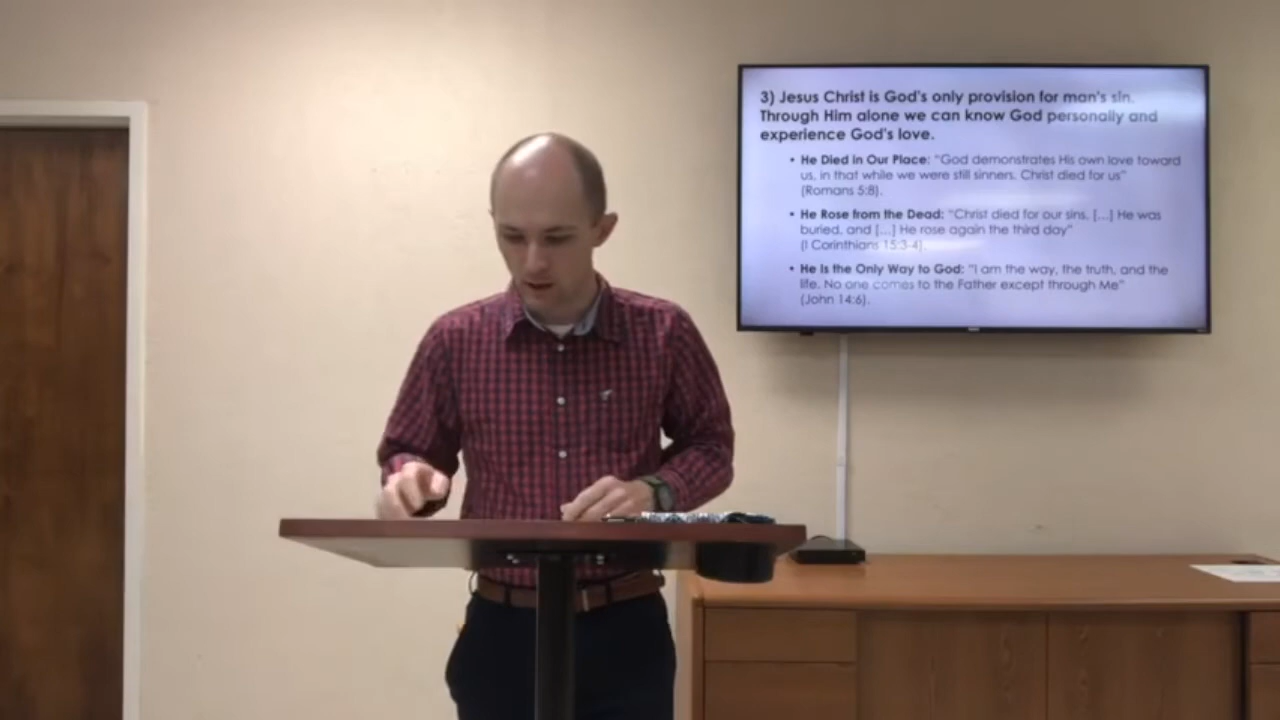 3) Jesus Christ is God's only provision for man's sin.
Through Him alone we can know God personally and
experience God's love.
• He Died in Our Place: "God demonstrates His own love toward
us, in that while we were still sinners, Christ died for us"
(Romans 5:8).
• He Rose from the Dead: "Christ died for our sins, [...] He was
buried, and [...] He rose again the third day"
(1 Corinthians 15:3-4).
• He Is the Only Way to God: "I am the way, the truth, and the
life. No one comes to the Father except through Me"
(John 14:6).